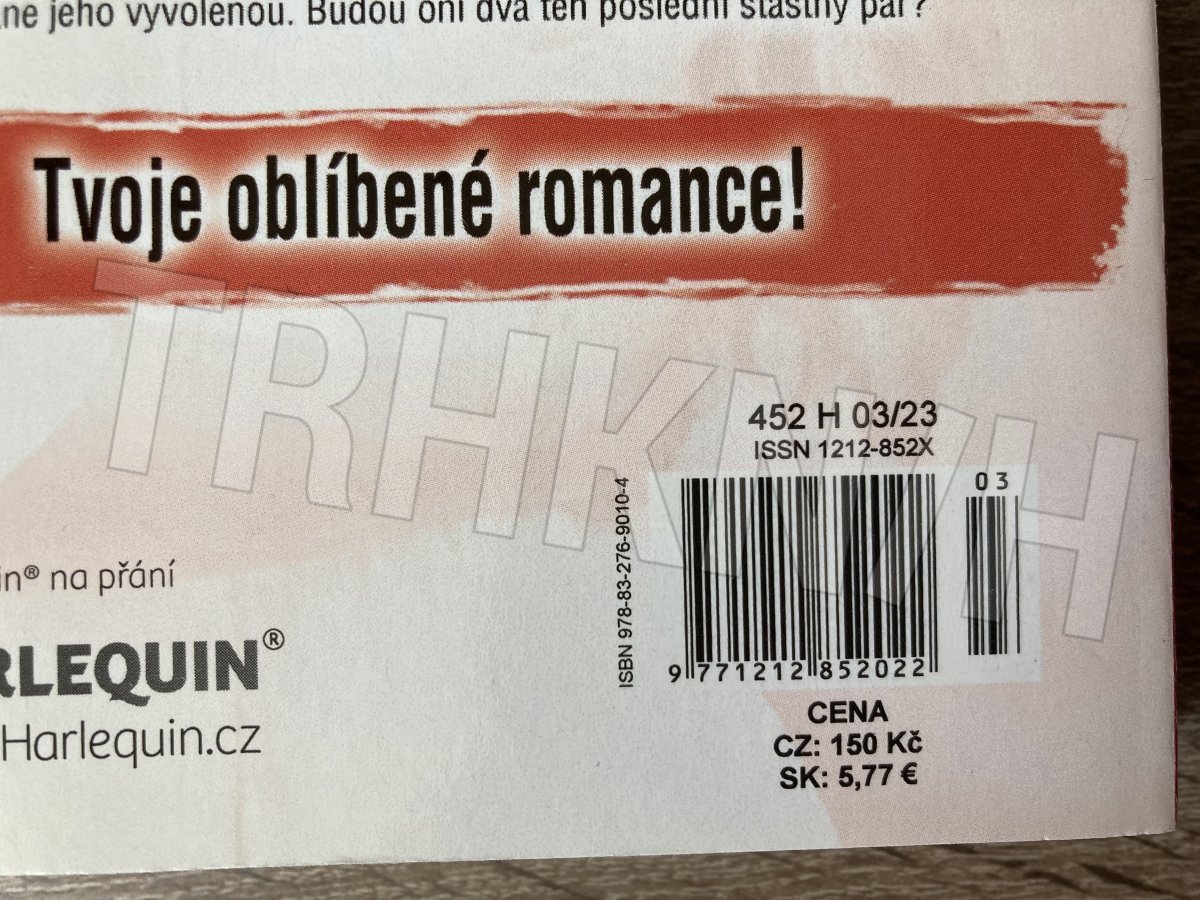 jeho vyvolenou. Budou oni dva ten poslední šťastný pár?
Tvoje oblíbené romance!
TRHKNIH
452 H 03/23
ISSN 1212-852X
03
ISBN 978-83-276-9010-4
9 771212 852022
in® na přání
RLEQUIN®
Harlequin.cz
CENA
CZ: 150 Kč
SK: 5,77 €